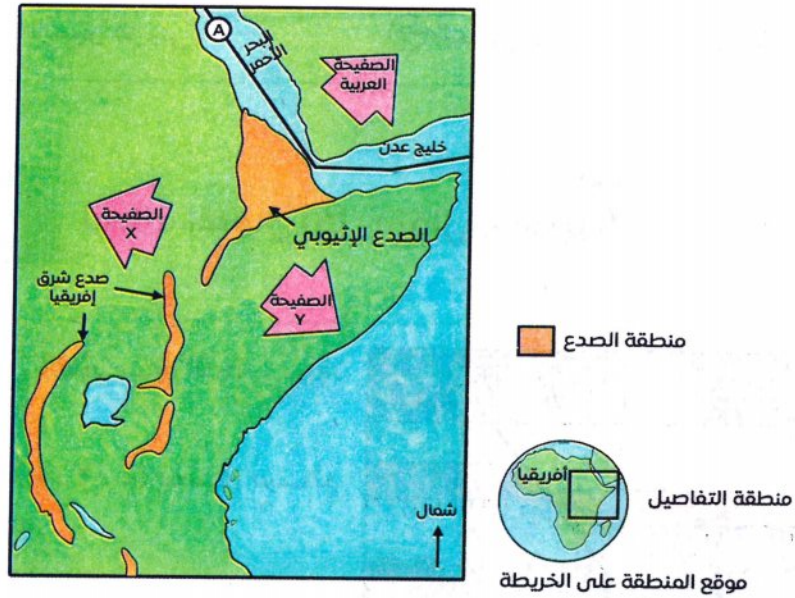 A
البحر
الأحمر
الصفيحة
العربية
خليج عدن
الصفيحة
X
الصدع الإثيوبي
صدع شرق
إفريقيا
الصفيحة
Y
منطقة الصدع
أفريقيا
منطقة التفاصيل
شمال
موقع المنطقة على الخريطة